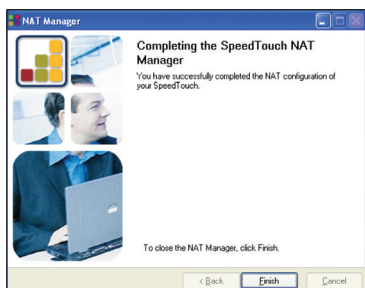 NAT Manager
Completing the SpeedTouch NAT
Manager
You have successfully completed the NAT configuration of
your SpeedTouch.
To close the NAT Manager, click Finish.
< Back
Finish
Cancel